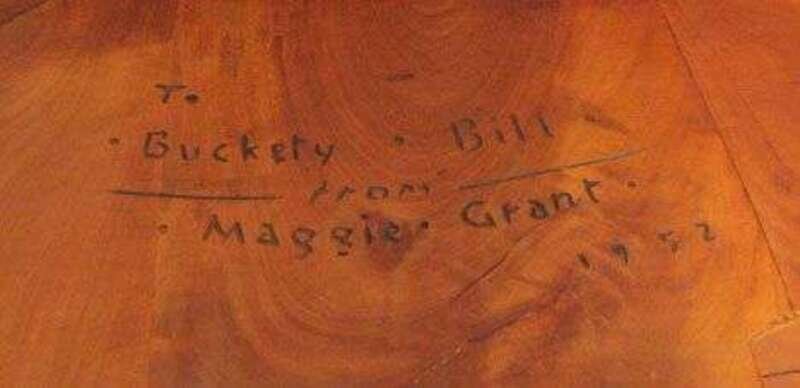 To
· Buckety · Bill
from
· Maggie · Grant ·
1952